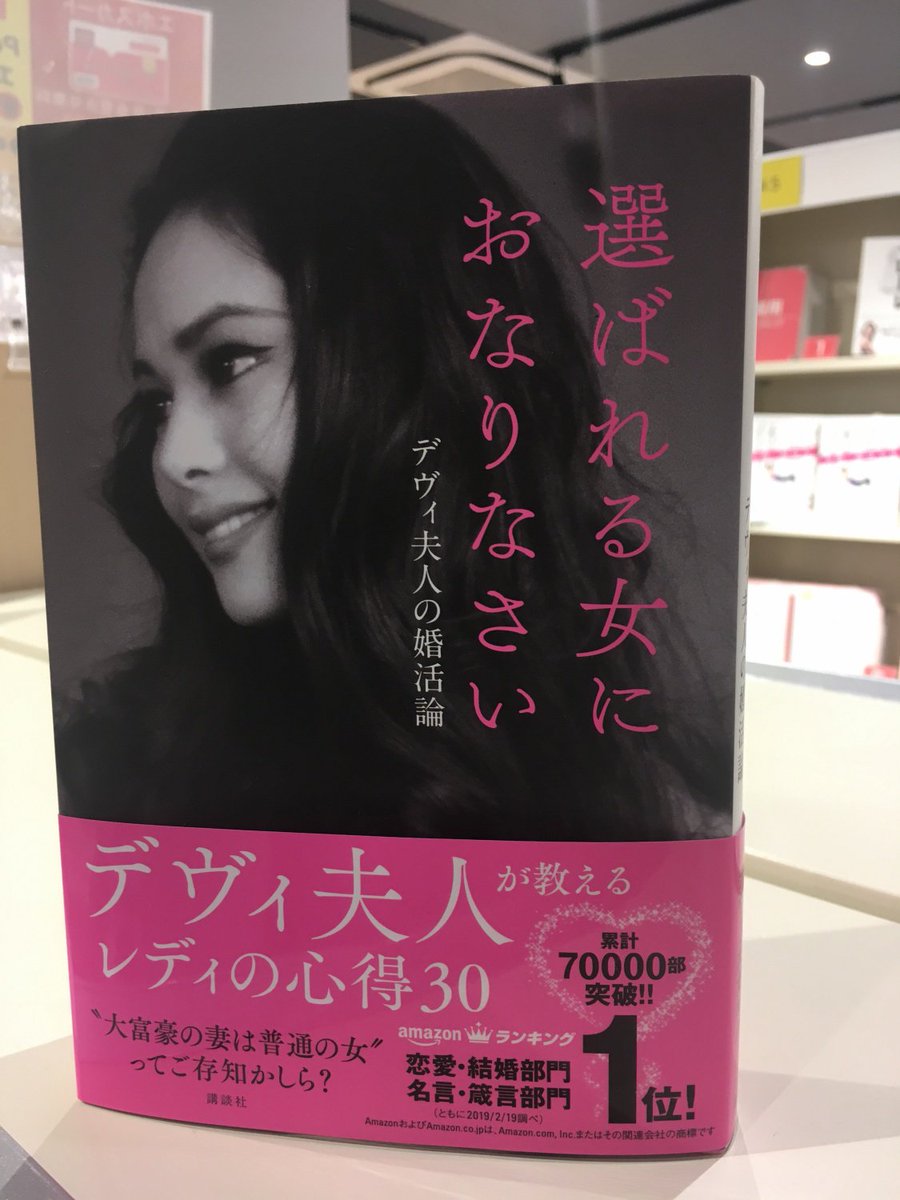 選ばれる女に
おなりなさい
デヴィ夫人の婚活論
デヴィ夫人が教える
レディの心得30
累計
70000部
突破!!
〝大富豪の妻は普通の女〟
ってご存知かしら?
講談社
amazon ランキング
恋愛・結婚部門
名言・箴言部門
1位!
(ともに2019/2/19調べ)
AmazonおよびAmazon.co.jpは、Amazon.com, Inc.またはその関連会社の商標です